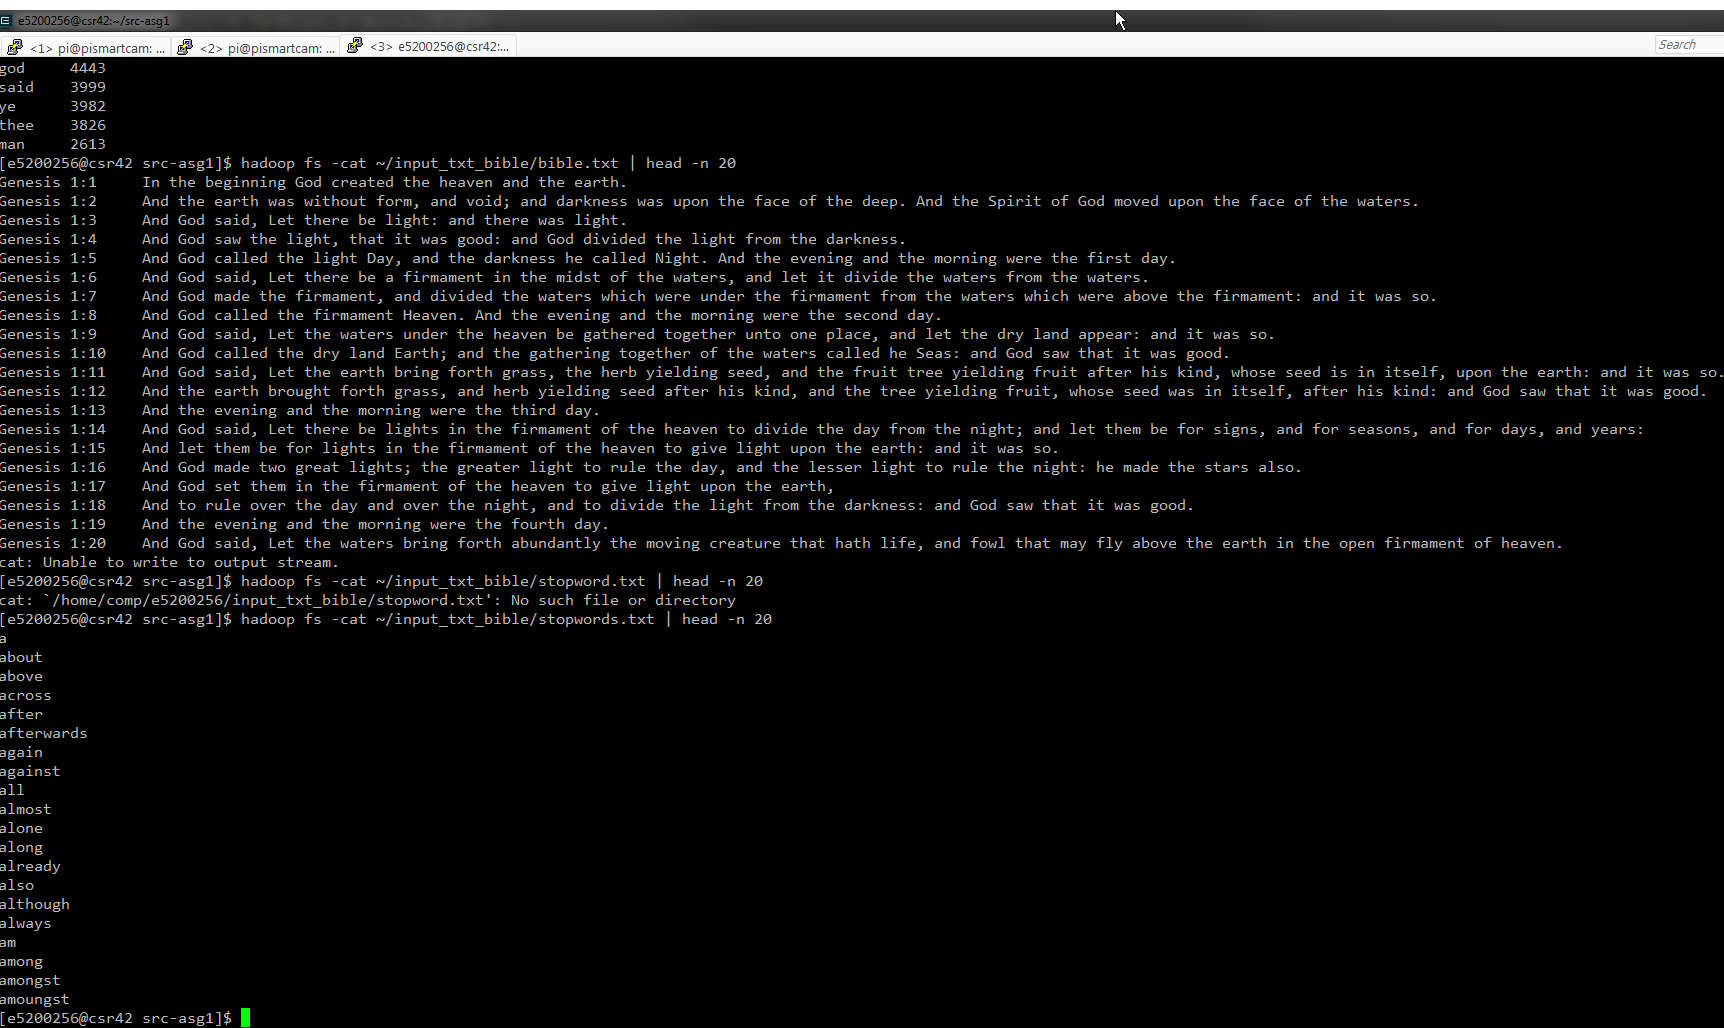 e5200256@csr42:~/src-asg1
<1> pi@pismartcam: ... <2> pi@pismartcam: ... <3> e5200256@csr42:... Search
god 4443
said 3999
ye 3982
thee 3826
man 2613
[e5200256@csr42 src-asg1]$ hadoop fs -cat ~/input_txt_bible/bible.txt | head -n 20
Genesis 1:1 In the beginning God created the heaven and the earth.
Genesis 1:2 And the earth was without form, and void; and darkness was upon the face of the deep. And the Spirit of God moved upon the face of the waters.
Genesis 1:3 And God said, Let there be light: and there was light.
Genesis 1:4 And God saw the light, that it was good: and God divided the light from the darkness.
Genesis 1:5 And God called the light Day, and the darkness he called Night. And the evening and the morning were the first day.
Genesis 1:6 And God said, Let there be a firmament in the midst of the waters, and let it divide the waters from the waters.
Genesis 1:7 And God made the firmament, and divided the waters which were under the firmament from the waters which were above the firmament: and it was so.
Genesis 1:8 And God called the firmament Heaven. And the evening and the morning were the second day.
Genesis 1:9 And God said, Let the waters under the heaven be gathered together unto one place, and let the dry land appear: and it was so.
Genesis 1:10 And God called the dry land Earth; and the gathering together of the waters called he Seas: and God saw that it was good.
Genesis 1:11 And God said, Let the earth bring forth grass, the herb yielding seed, and the fruit tree yielding fruit after his kind, whose seed is in itself, upon the earth: and it was so.
Genesis 1:12 And the earth brought forth grass, and herb yielding seed after his kind, and the tree yielding fruit, whose seed was in itself, after his kind: and God saw that it was good.
Genesis 1:13 And the evening and the morning were the third day.
Genesis 1:14 And God said, Let there be lights in the firmament of the heaven to divide the day from the night; and let them be for signs, and for seasons, and for days, and years:
Genesis 1:15 And let them be for lights in the firmament of the heaven to give light upon the earth: and it was so.
Genesis 1:16 And God made two great lights; the greater light to rule the day, and the lesser light to rule the night: he made the stars also.
Genesis 1:17 And God set them in the firmament of the heaven to give light upon the earth,
Genesis 1:18 And to rule over the day and over the night, and to divide the light from the darkness: and God saw that it was good.
Genesis 1:19 And the evening and the morning were the fourth day.
Genesis 1:20 And God said, Let the waters bring forth abundantly the moving creature that hath life, and fowl that may fly above the earth in the open firmament of heaven.
cat: Unable to write to output stream.
[e5200256@csr42 src-asg1]$ hadoop fs -cat ~/input_txt_bible/stopword.txt | head -n 20
cat: `/home/comp/e5200256/input_txt_bible/stopword.txt': No such file or directory
[e5200256@csr42 src-asg1]$ hadoop fs -cat ~/input_txt_bible/stopwords.txt | head -n 20
a
about
above
across
after
afterwards
again
against
all
almost
alone
along
already
also
although
always
am
among
amongst
amoungst
[e5200256@csr42 src-asg1]$